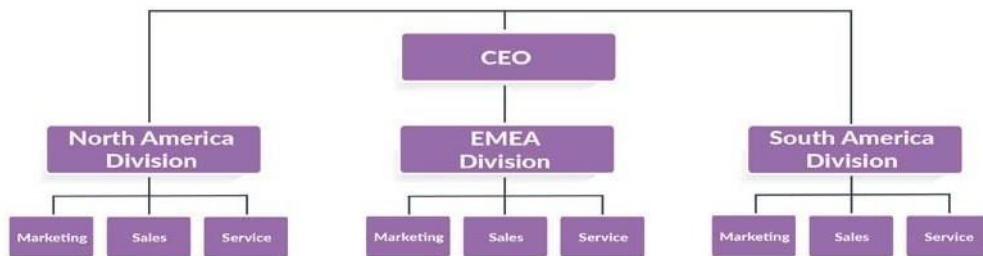 CEO
North America
Division
EMEA
Division
South America
Division
Marketing
Sales
Service
Marketing
Sales
Service
Marketing
Sales
Service